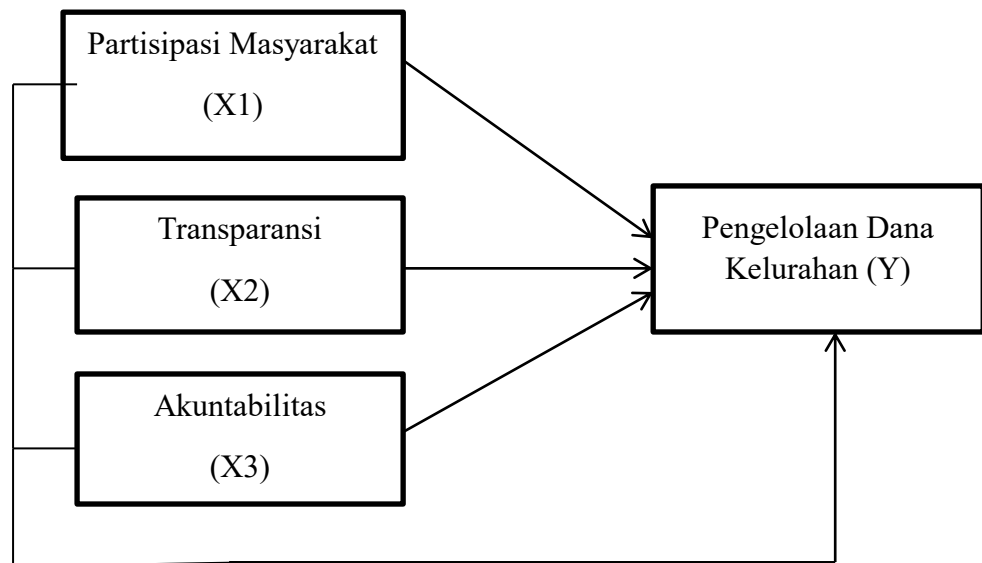 Partisipasi Masyarakat
(X1)
Transparansi
(X2)
Akuntabilitas
(X3)
Pengelolaan Dana
Kelurahan (Y)